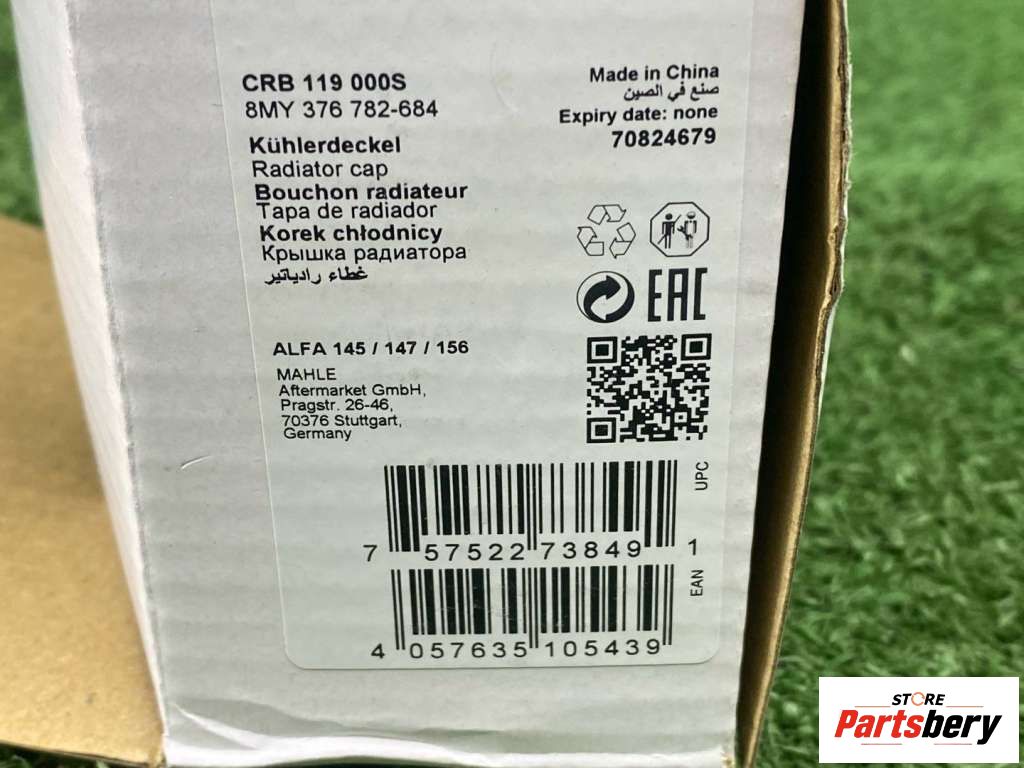 CRB 119 000S
8MY 376 782-684
Made in China
صنع في الصين
Expiry date: none
70824679
Kühlerdeckel
Radiator cap
Bouchon radiateur
Tapa de radiador
Korek chłodnicy
Крышка радиатора
غطاء رادياتير
EAC
ALFA 145 / 147 / 156
MAHLE
Aftermarket GmbH,
Pragstr. 26-46,
70376 Stuttgart,
Germany
UPC
7 57522 73849 1
EAN
4 057635 105439
STORE
Partsbery